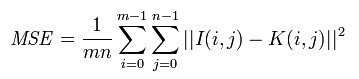 MSE = \frac{1}{mn} \sum_{i=0}^{m-1} \sum_{j=0}^{n-1} ||I(i,j) - K(i,j)||^2